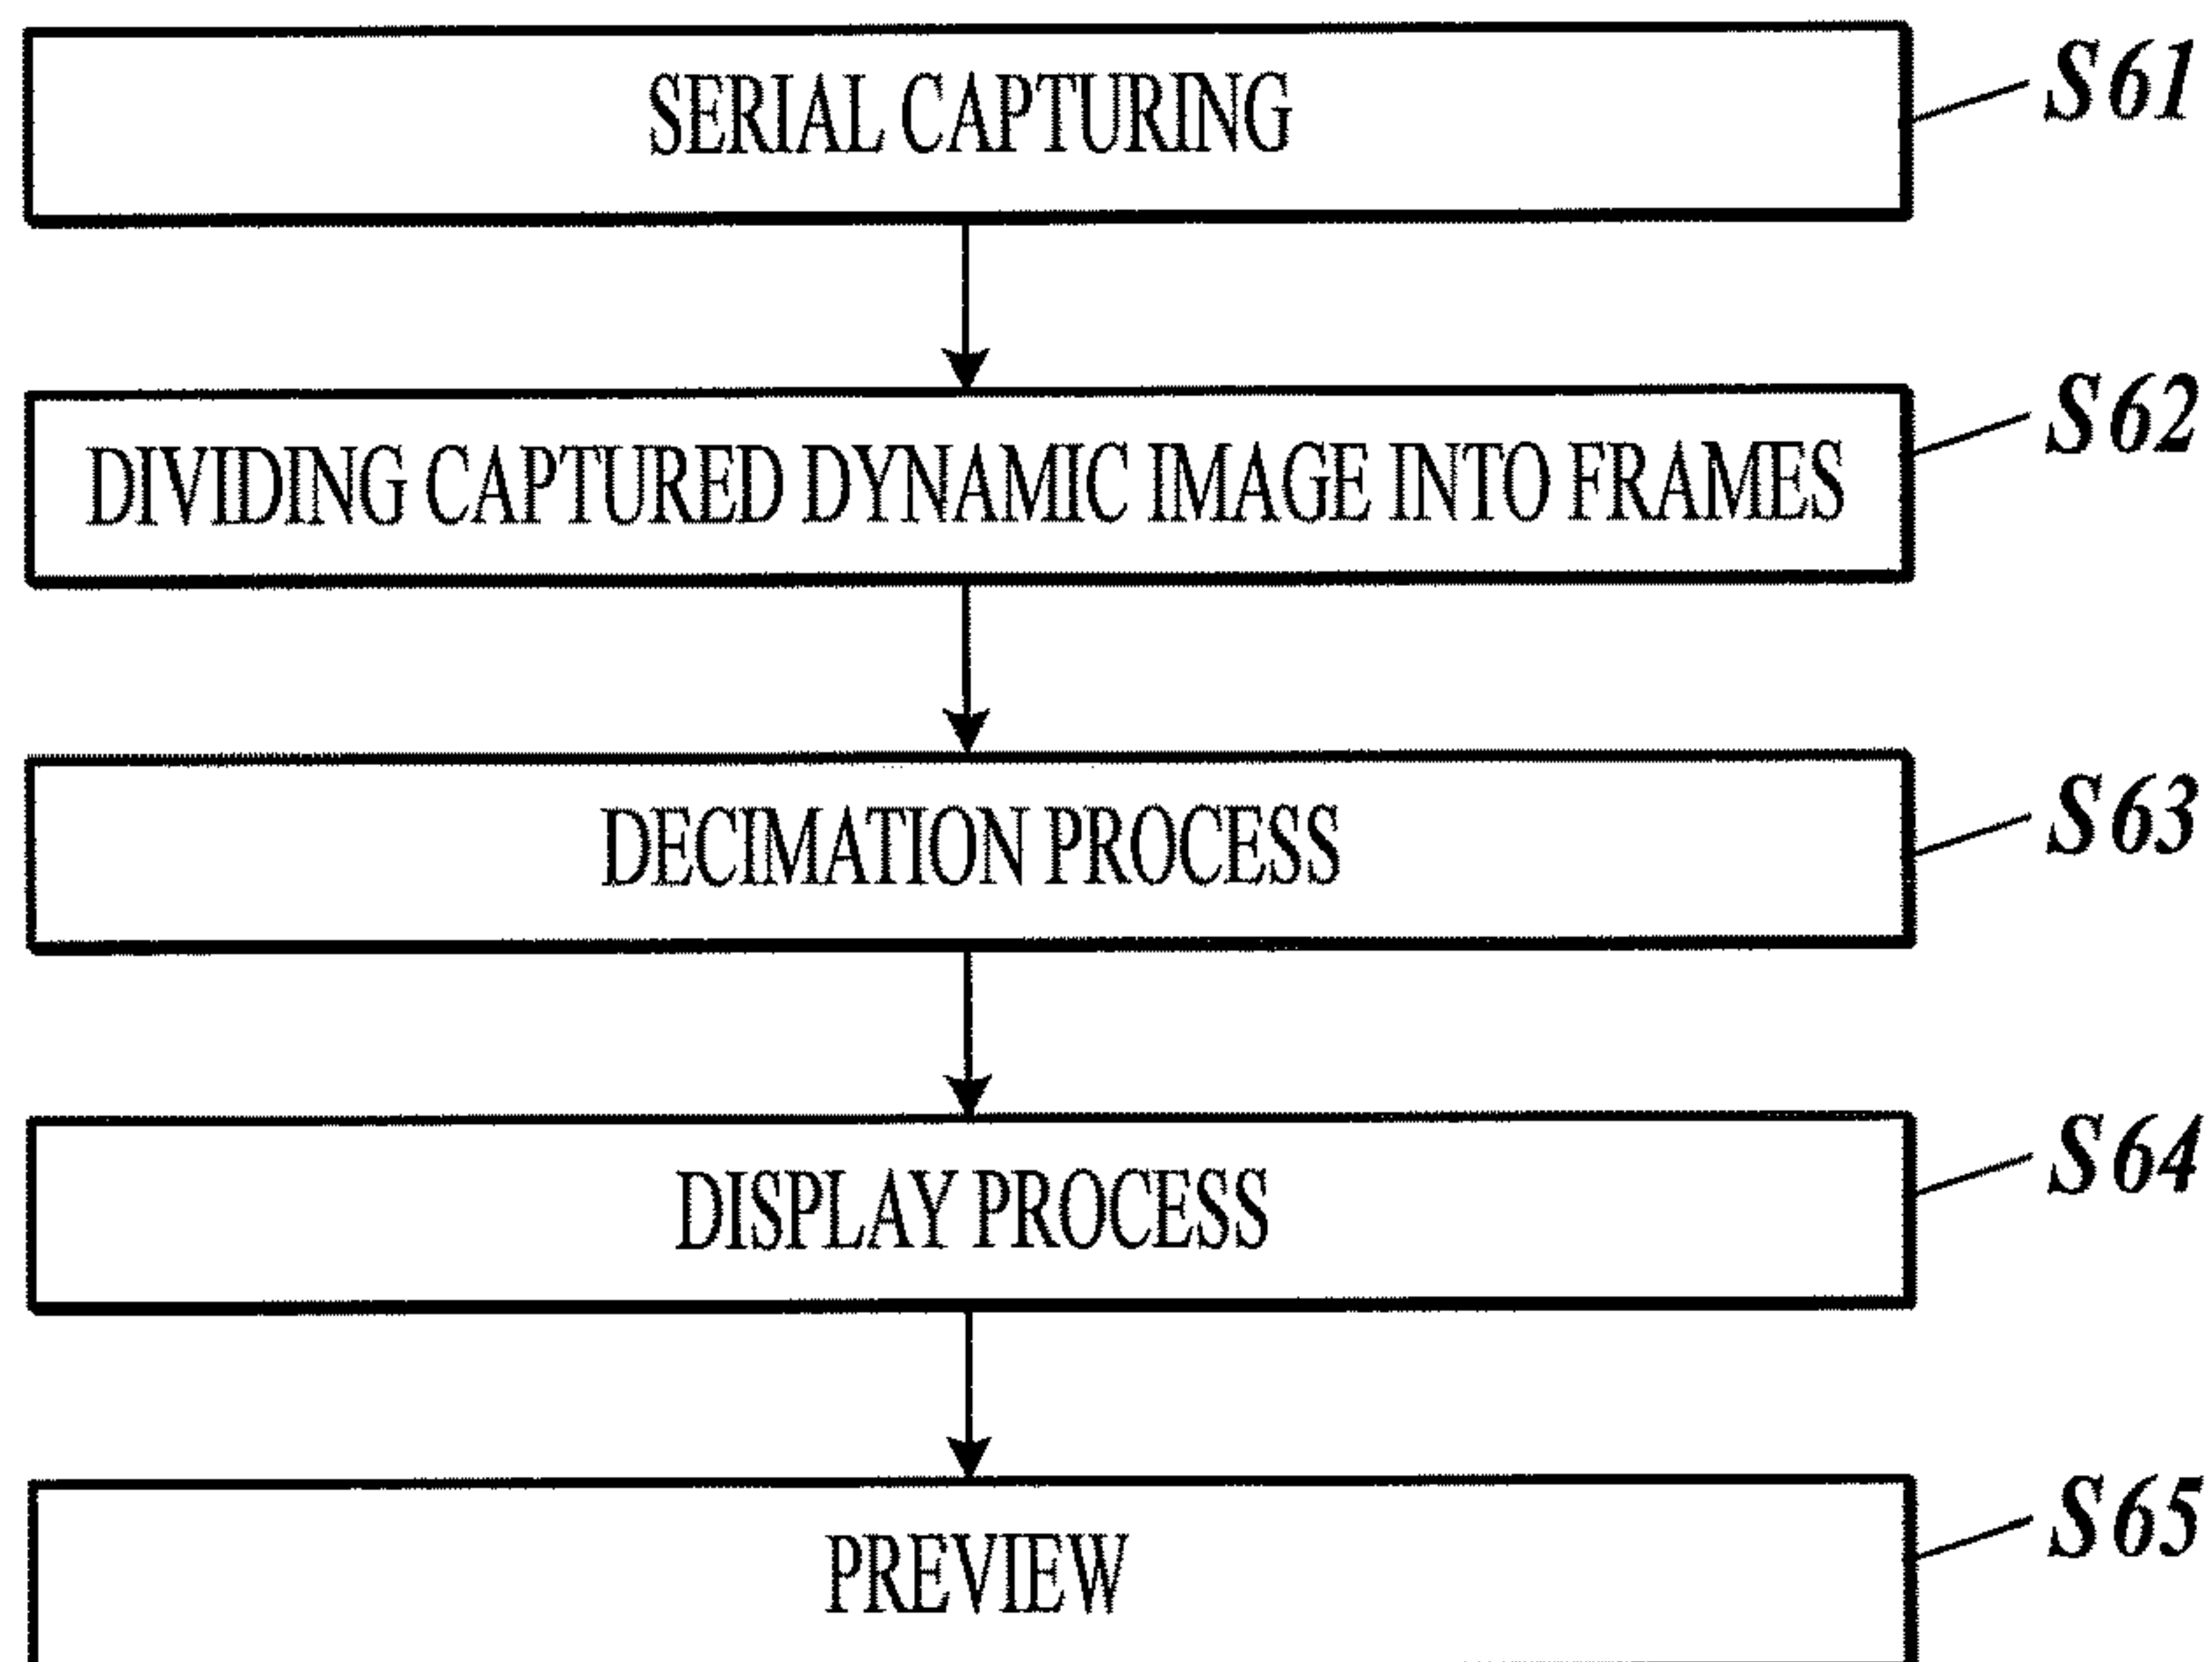 SERIAL CAPTURING
S61
DIVIDING CAPTURED DYNAMIC IMAGE INTO FRAMES
S62
DECIMATION PROCESS
S63
DISPLAY PROCESS
S64
PREVIEW
S65